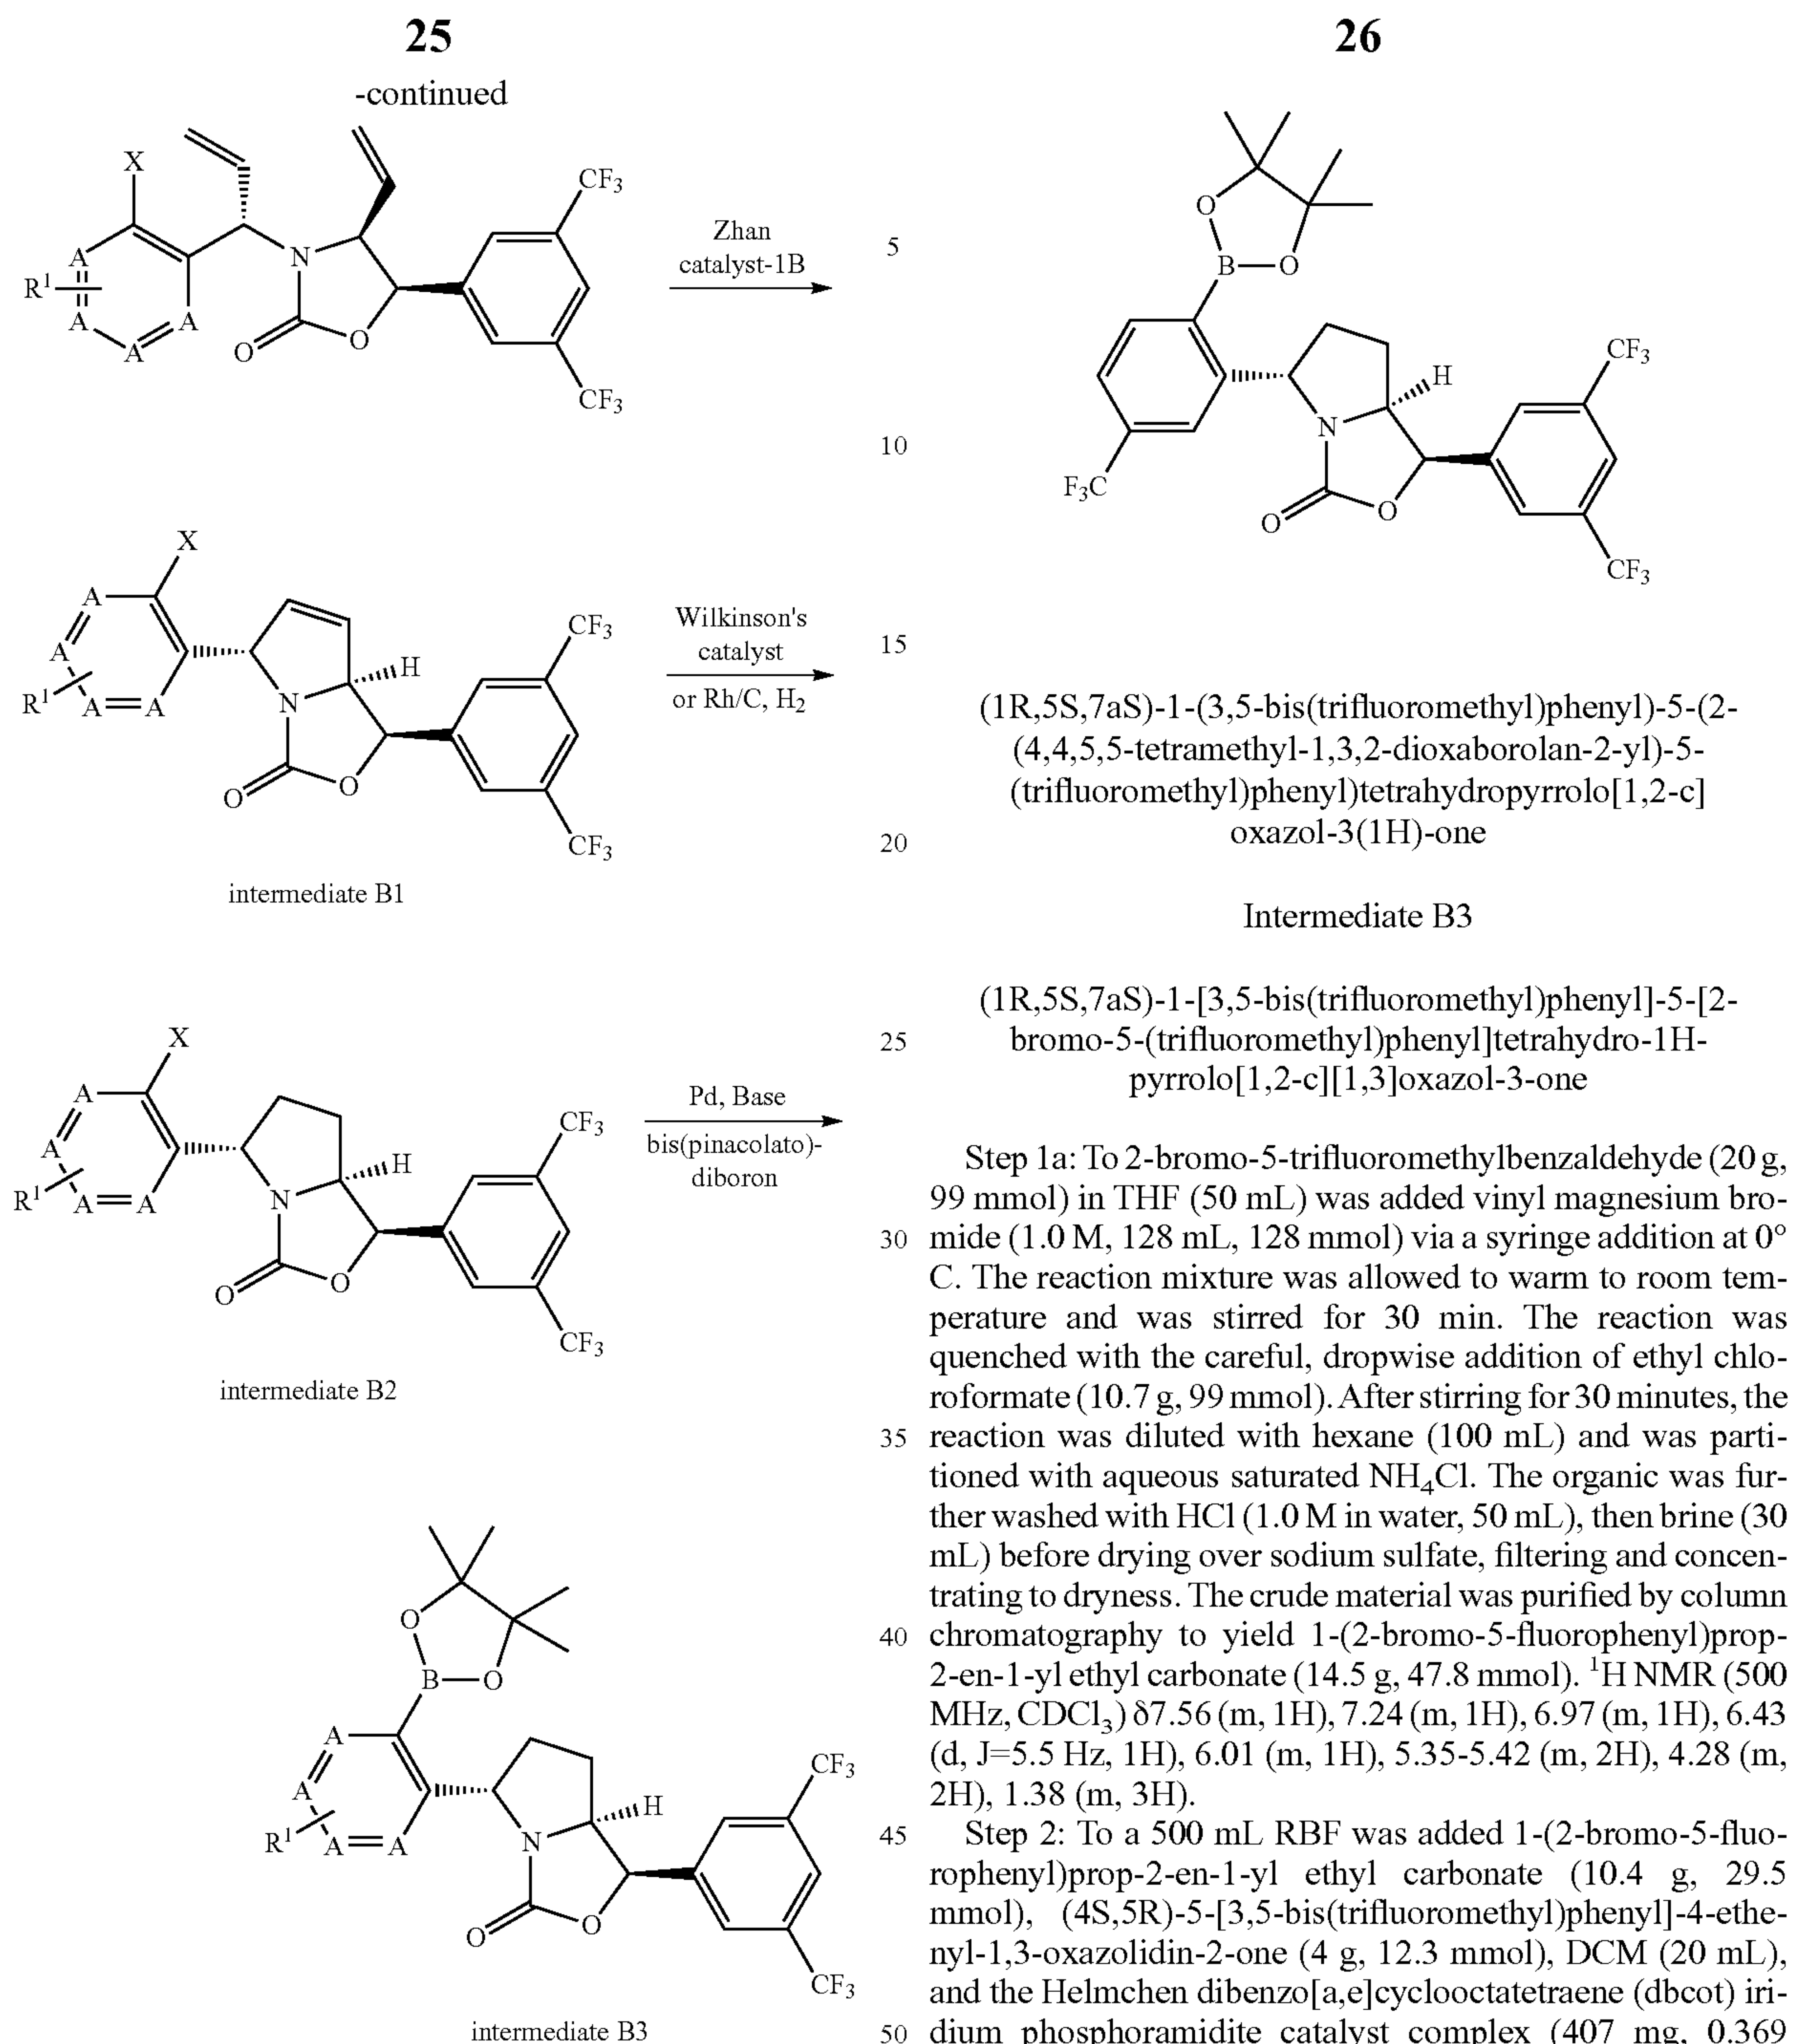 25
-continued
X
CF3
A
N
R1
A
A
A
O
O
CF3
Zhan
catalyst-1B
X
A
CF3
A
H
R1
A
A
N
O
O
CF3
Wilkinson's
catalyst
or Rh/C, H2
intermediate B1
X
A
CF3
A
H
R1
A
A
N
O
O
CF3
Pd, Base
bis(pinacolato)-
diboron
intermediate B2
O
B
O
A
CF3
A
H
R1
A
A
N
O
O
CF3
intermediate B3
5
10
15
20
25
30
35
40
45
50
26
O
B
O
CF3
H
N
F3C
O
O
CF3
(1R,5S,7aS)-1-(3,5-bis(trifluoromethyl)phenyl)-5-(2-
(4,4,5,5-tetramethyl-1,3,2-dioxaborolan-2-yl)-5-
(trifluoromethyl)phenyl)tetrahydropyrrolo[1,2-c]
oxazol-3(1H)-one
Intermediate B3
(1R,5S,7aS)-1-[3,5-bis(trifluoromethyl)phenyl]-5-[2-
bromo-5-(trifluoromethyl)phenyl]tetrahydro-1H-
pyrrolo[1,2-c][1,3]oxazol-3-one
Step 1a: To 2-bromo-5-trifluoromethylbenzaldehyde (20 g,
99 mmol) in THF (50 mL) was added vinyl magnesium bro-
mide (1.0 M, 128 mL, 128 mmol) via a syringe addition at 0°
C. The reaction mixture was allowed to warm to room tem-
perature and was stirred for 30 min. The reaction was
quenched with the careful, dropwise addition of ethyl chlo-
roformate (10.7 g, 99 mmol). After stirring for 30 minutes, the
reaction was diluted with hexane (100 mL) and was parti-
tioned with aqueous saturated NH4Cl. The organic was fur-
ther washed with HCl (1.0 M in water, 50 mL), then brine (30
mL) before drying over sodium sulfate, filtering and concen-
trating to dryness. The crude material was purified by column
chromatography to yield 1-(2-bromo-5-fluorophenyl)prop-
2-en-1-yl ethyl carbonate (14.5 g, 47.8 mmol). 1H NMR (500
MHz, CDCl3) δ7.56 (m, 1H), 7.24 (m, 1H), 6.97 (m, 1H), 6.43
(d, J=5.5 Hz, 1H), 6.01 (m, 1H), 5.35-5.42 (m, 2H), 4.28 (m,
2H), 1.38 (m, 3H).
Step 2: To a 500 mL RBF was added 1-(2-bromo-5-fluo-
rophenyl)prop-2-en-1-yl ethyl carbonate (10.4 g, 29.5
mmol), (4S,5R)-5-[3,5-bis(trifluoromethyl)phenyl]-4-ethe-
nyl-1,3-oxazolidin-2-one (4 g, 12.3 mmol), DCM (20 mL),
and the Helmchen dibenzo[a,e]cyclooctatetraene (dbcot) iri-
dium phosphoramidite catalyst complex (407 mg, 0.369